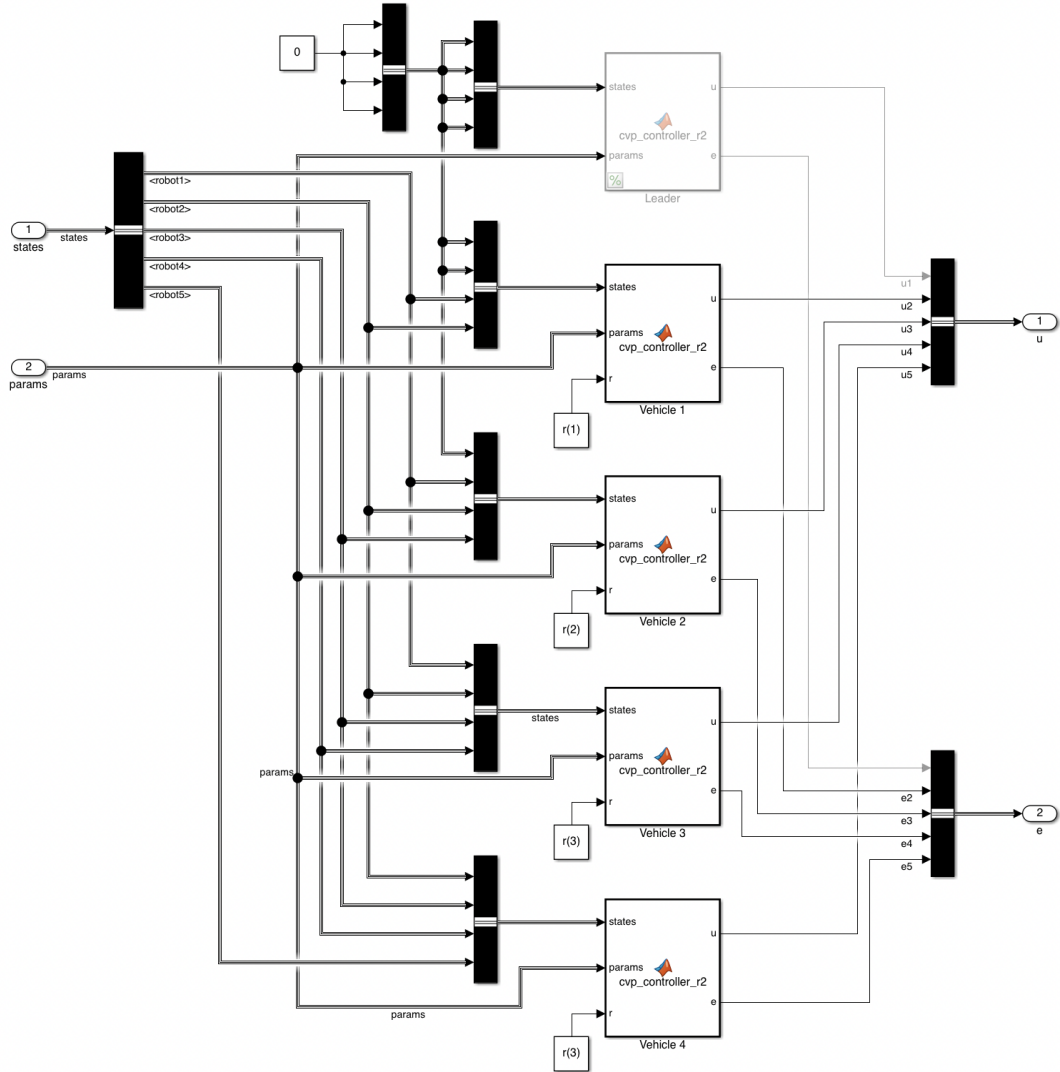 0
states
u
cvp_controller_r2
params
e
%
Leader
<robot1>
<robot2>
1
states
states
<robot3>
<robot4>
<robot5>
states
u
params
cvp_controller_r2
e
r
Vehicle 1
r(1)
2
params
params
u1
u2
u3
u4
u5
1
u
states
u
params
cvp_controller_r2
e
r
Vehicle 2
r(2)
states
states
u
params
params
cvp_controller_r2
e
r
Vehicle 3
r(3)
e2
e3
e4
e5
2
e
states
u
params
cvp_controller_r2
e
r
Vehicle 4
r(3)
params